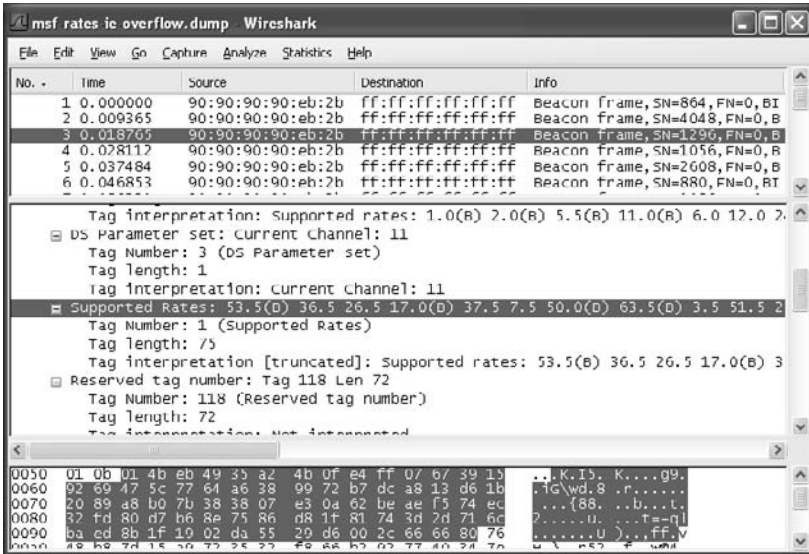 msf rates ie overflow.dump - Wireshark
File Edit View Go Capture Analyze Statistics Help
No. . Time Source Destination Info
1 0.000000 90:90:90:90:eb:2b ff:ff:ff:ff:ff:ff Beacon frame,SN=864,FN=0,BI
2 0.009365 90:90:90:90:eb:2b ff:ff:ff:ff:ff:ff Beacon frame,SN=4048,FN=0,B
3 0.018765 90:90:90:90:eb:2b ff:ff:ff:ff:ff:ff Beacon frame,SN=1296,FN=0,B
4 0.028112 90:90:90:90:eb:2b ff:ff:ff:ff:ff:ff Beacon frame,SN=1056,FN=0,B
5 0.037484 90:90:90:90:eb:2b ff:ff:ff:ff:ff:ff Beacon frame,SN=2608,FN=0,B
6 0.046853 90:90:90:90:eb:2b ff:ff:ff:ff:ff:ff Beacon frame,SN=880,FN=0,BI
Tag interpretation: Supported rates: 1.0(B) 2.0(B) 5.5(B) 11.0(B) 6.0 12.0 2
DS Parameter set: Current Channel: 11
Tag Number: 3 (DS Parameter set)
Tag length: 1
Tag interpretation: Current Channel: 11
Supported Rates: 53.5(B) 36.5 26.5 17.0(B) 37.5 7.5 50.0(B) 63.5(B) 3.5 51.5 2
Tag Number: 1 (Supported Rates)
Tag length: 75
Tag interpretation [truncated]: Supported rates: 53.5(B) 36.5 26.5 17.0(B) 3
Reserved tag number: Tag 118 Len 72
Tag Number: 118 (Reserved tag number)
Tag length: 72
Tag interpretation: Not interpreted
0050 01 0b 01 4b eb 49 35 a2 4b 0f e4 ff 07 67 39 15 ...K.I5. K....g9.
0060 92 69 47 5c 77 64 a6 38 99 72 b7 dc a8 13 d6 1b .iG\wd.8 .r......
0070 20 89 a8 b0 7b 38 38 07 e3 0a 62 be ae f5 74 ec ...{88. ..b...t.
0080 32 fd 80 d7 b6 8e 75 86 d8 1f 81 74 3d 2d 71 6c 2.....u. ...t=-ql
0090 ba ed 8b 1f 19 02 da 55 29 d6 00 2c 66 66 80 76 .......U )..,ff.v